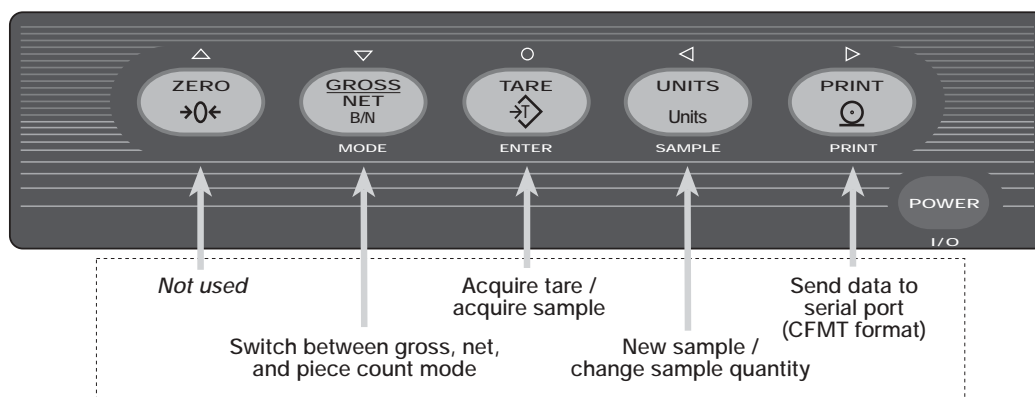 ZERO
→0←
GROSS
NET
B/N
MODE
TARE
T
ENTER
UNITS
Units
SAMPLE
PRINT
PRINT
POWER
I/O
Not used
Switch between gross, net,
and piece count mode
Acquire tare /
acquire sample
New sample /
change sample quantity
Send data to
serial port
(CFMT format)